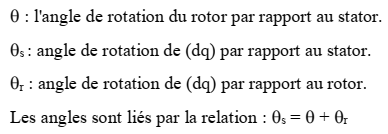 θ : l'angle de rotation du rotor par rapport au stator.
θs : angle de rotation de (dq) par rapport au stator.
θr : angle de rotation de (dq) par rapport au rotor.
Les angles sont liés par la relation : θs = θ + θr